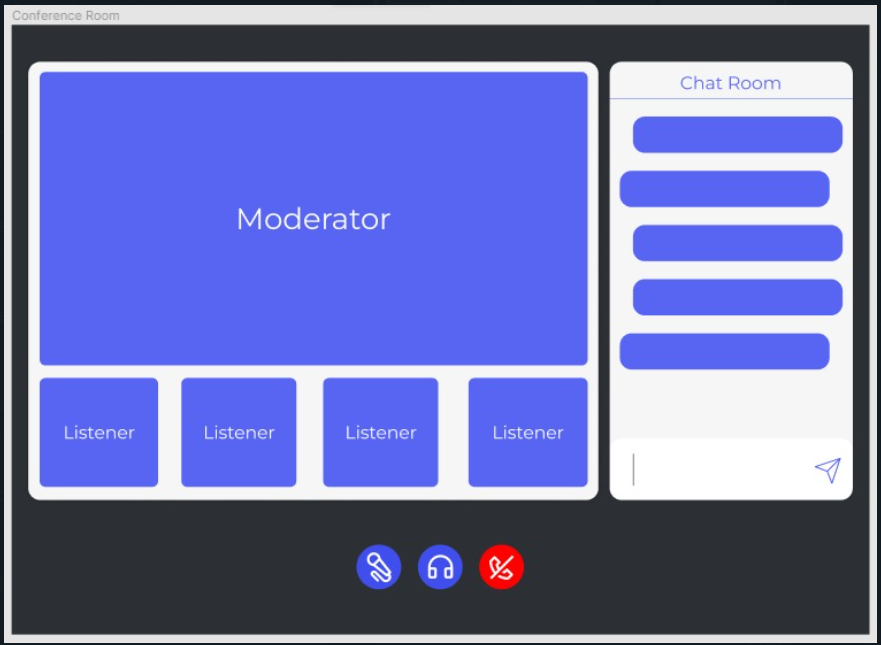 Conference Room
Moderator
Chat Room
Listener
Listener
Listener
Listener